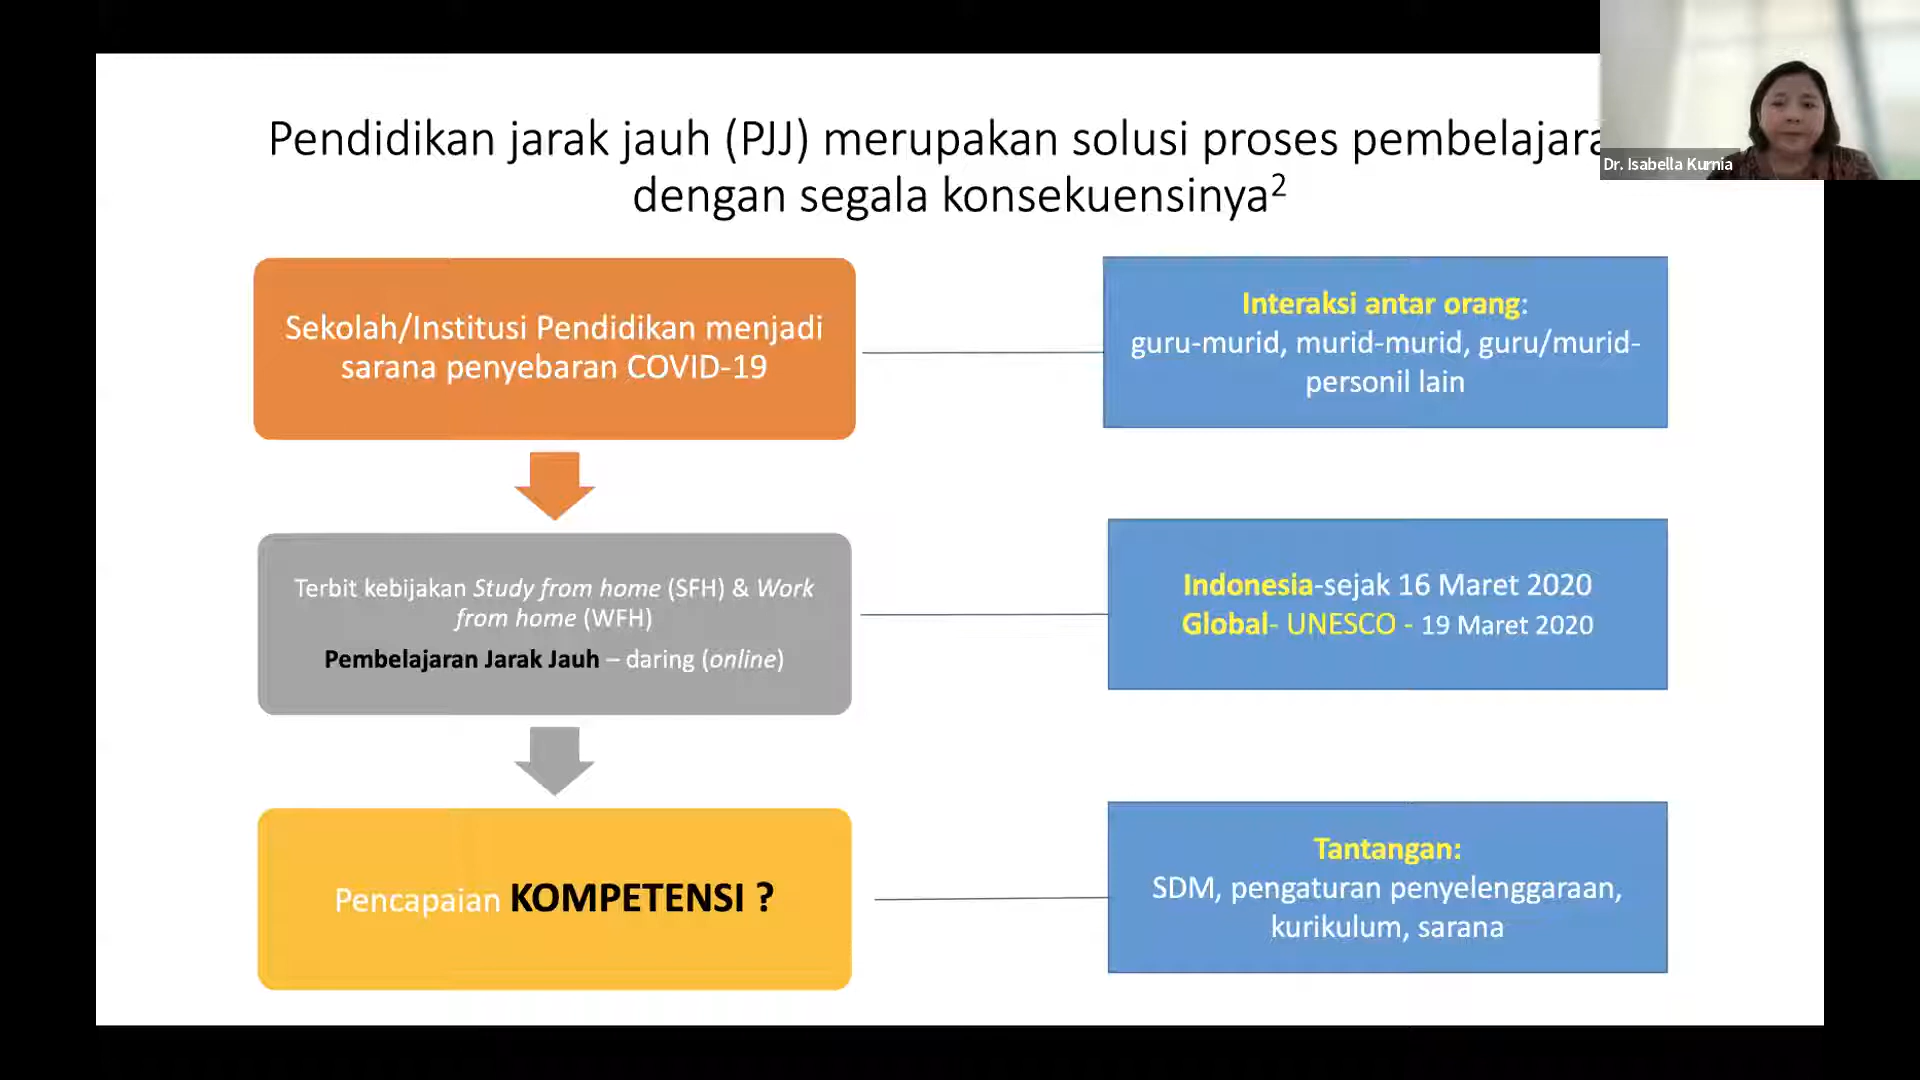 Pendidikan jarak jauh (PJJ) merupakan solusi proses pembelajara
dengan segala konsekuensinya²
Dr. Isabella Kurnia
Sekolah/Institusi Pendidikan menjadi
sarana penyebaran COVID-19
Interaksi antar orang:
guru-murid, murid-murid, guru/murid-
personil lain
Terbit kebijakan Study from home (SFH) & Work
from home (WFH)
Pembelajaran Jarak Jauh – daring (online)
Indonesia-sejak 16 Maret 2020
Global- UNESCO - 19 Maret 2020
Pencapaian KOMPETENSI ?
Tantangan:
SDM, pengaturan penyelenggaraan,
kurikulum, sarana